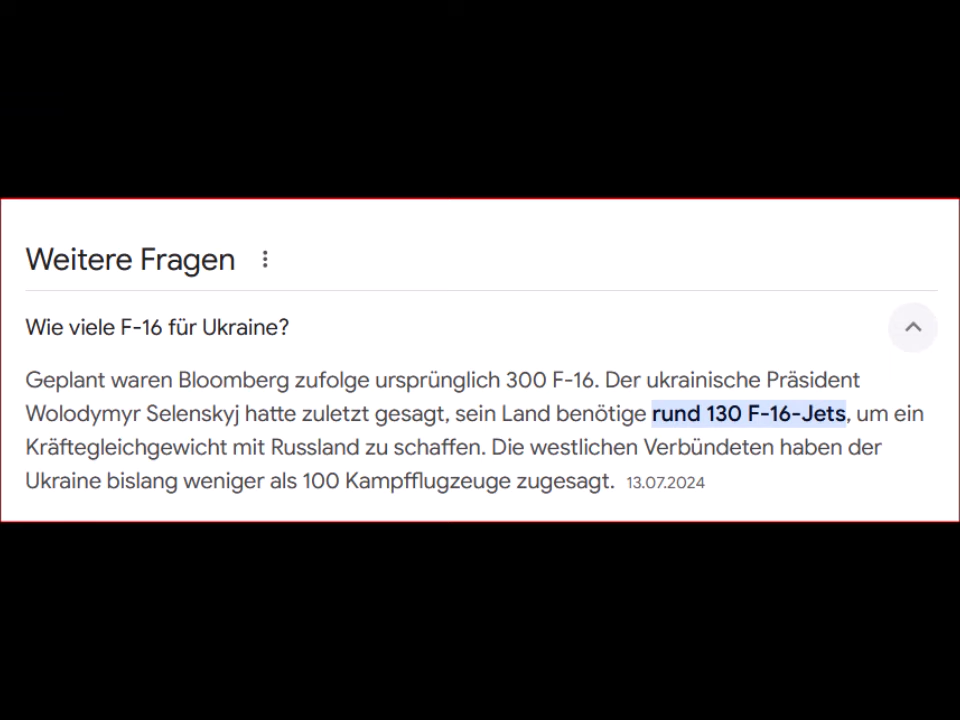 Weitere Fragen
Wie viele F-16 für Ukraine?
Geplant waren Bloomberg zufolge ursprünglich 300 F-16. Der ukrainische Präsident
Wolodymyr Selenskyj hatte zuletzt gesagt, sein Land benötige rund 130 F-16-Jets, um ein
Kräftegleichgewicht mit Russland zu schaffen. Die westlichen Verbündeten haben der
Ukraine bislang weniger als 100 Kampfflugzeuge zugesagt. 13.07.2024